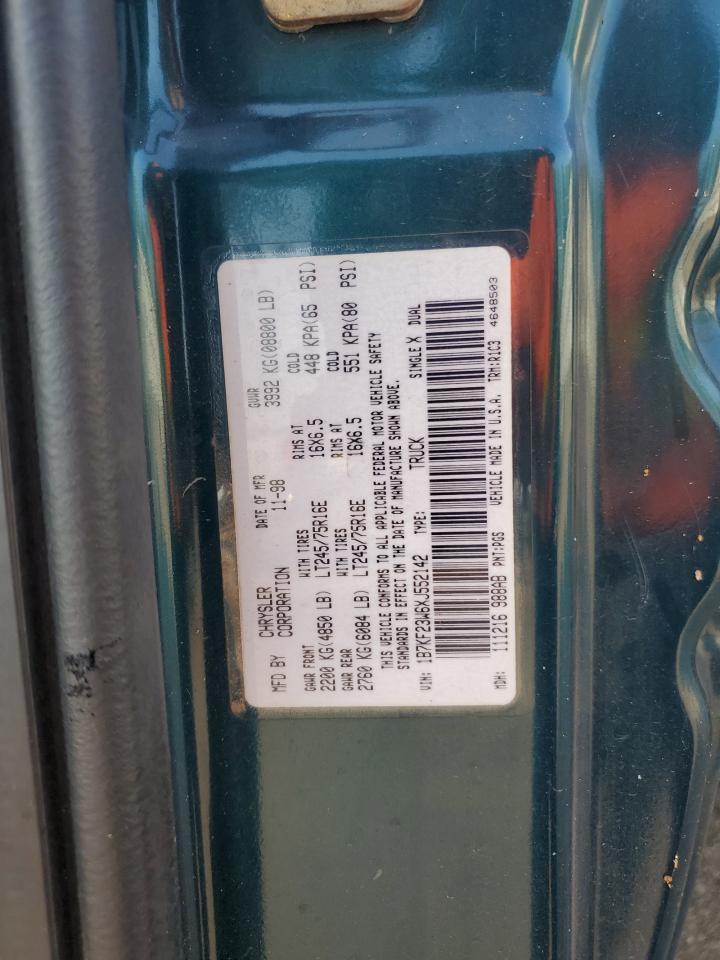 MFD BY CHRYSLER CORPORATION DATE OF MFR 11-98 GVWR 3992 KG(08800 LB)
GAWR FRONT WITH TIRES RIMS AT COLD
2200 KG(4850 LB) LT245/75R16E 16X6.5 448 KPA(65 PSI)
GAWR REAR WITH TIRES RIMS AT COLD
2760 KG(6084 LB) LT245/75R16E 16X6.5 551 KPA(80 PSI)
THIS VEHICLE CONFORMS TO ALL APPLICABLE FEDERAL MOTOR VEHICLE SAFETY
STANDARDS IN EFFECT ON THE DATE OF MANUFACTURE SHOWN ABOVE.
VIN: 1B7KF23W6XJ552142 TYPE: TRUCK SINGLE X DUAL
MDH: 111216 988AB PNT:PGS VEHICLE MADE IN U.S.A. TRM:R1C3 4648503